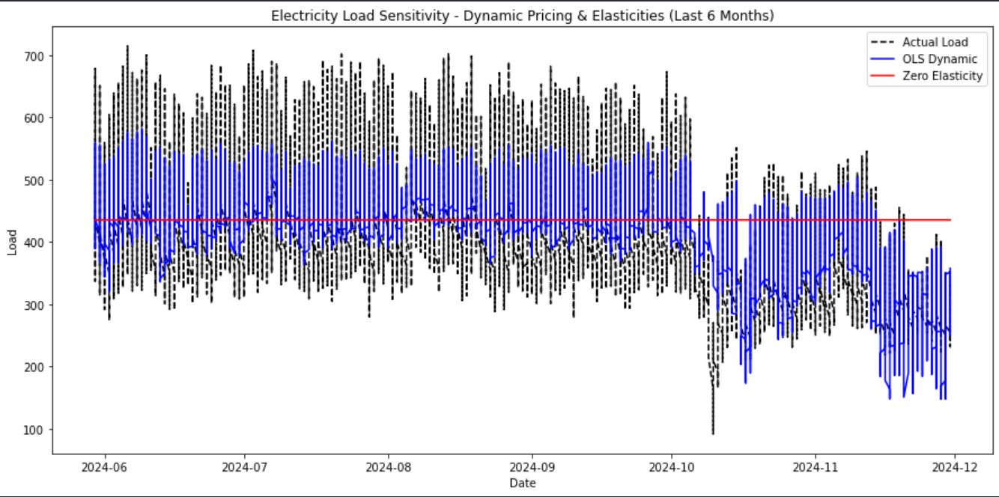 Electricity Load Sensitivity - Dynamic Pricing & Elasticities (Last 6 Months)
Actual Load
OLS Dynamic
Zero Elasticity
700
600
500
400
300
200
100
Load
2024-06 2024-07 2024-08 2024-09 2024-10 2024-11 2024-12
Date